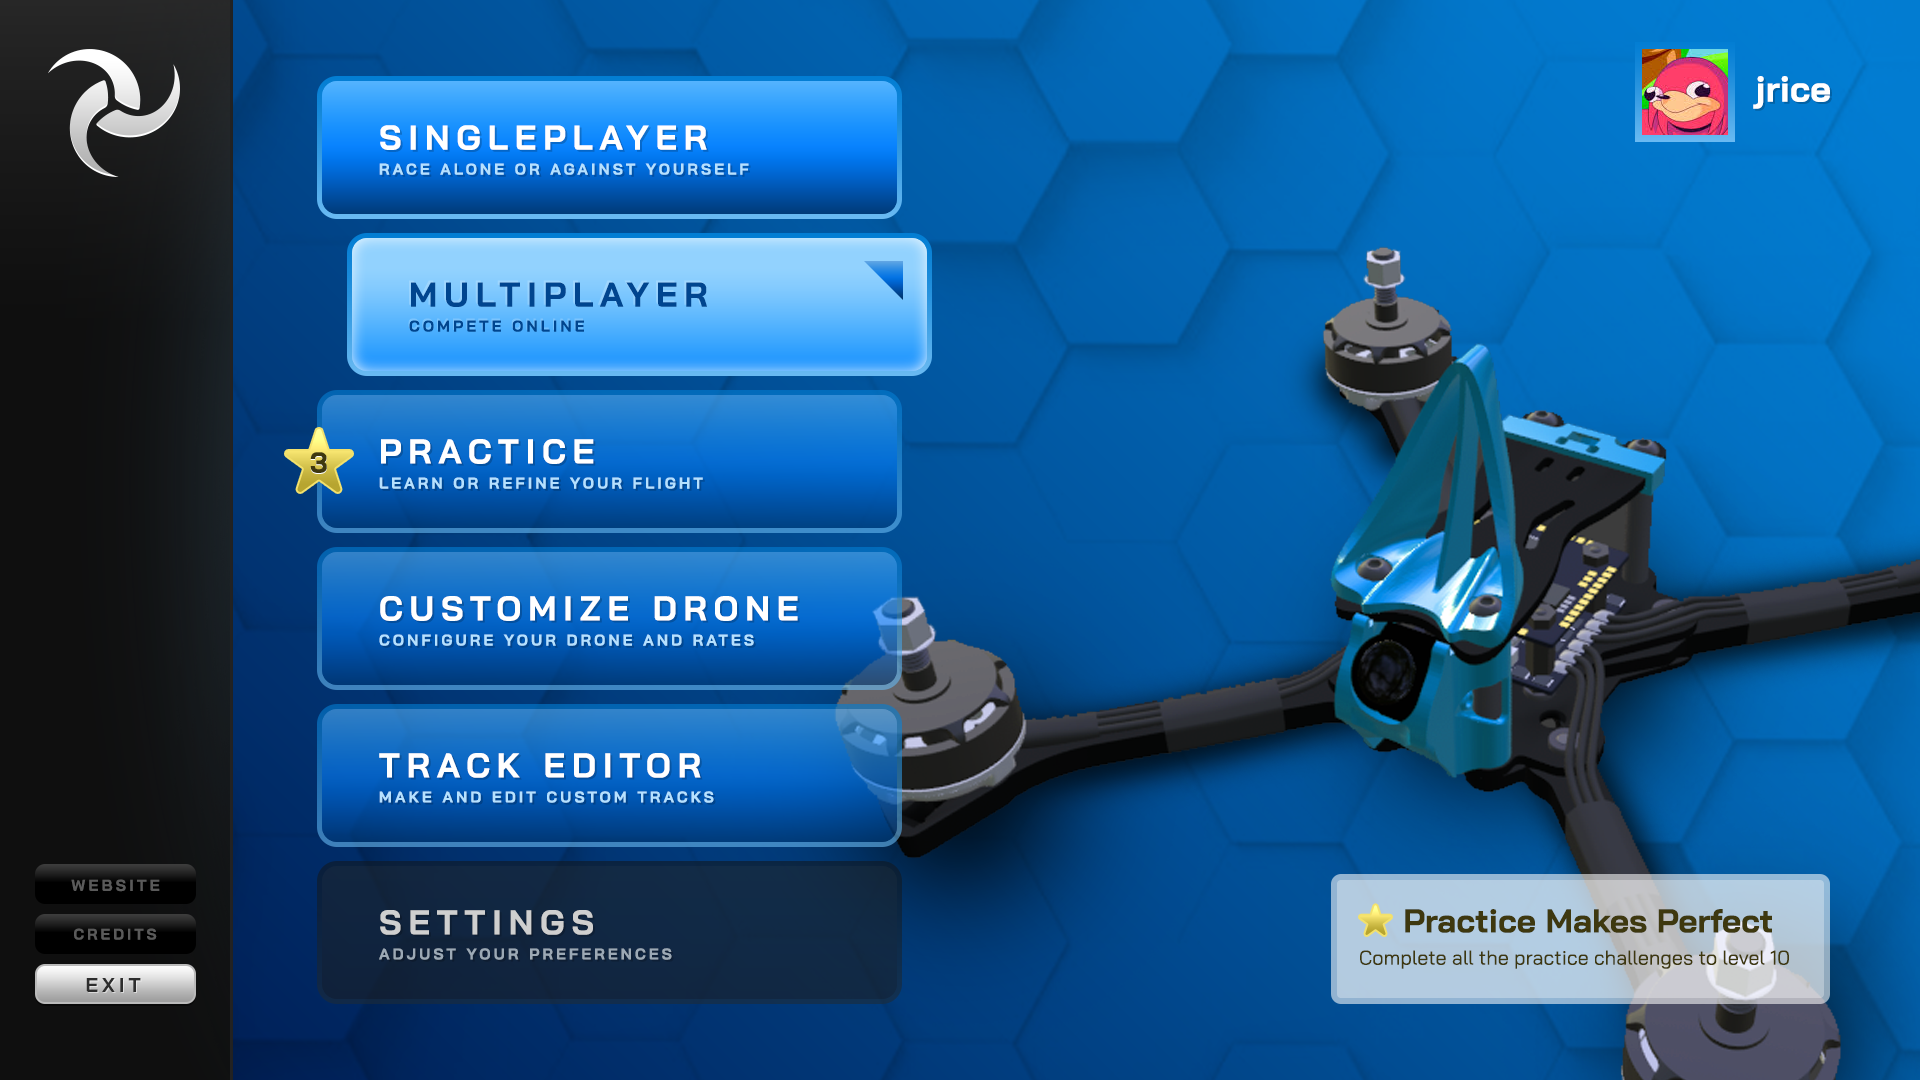 SINGLEPLAYER
RACE ALONE OR AGAINST YOURSELF
jrice
MULTIPLAYER
COMPETE ONLINE
3
PRACTICE
LEARN OR REFINE YOUR FLIGHT
CUSTOMIZE DRONE
CONFIGURE YOUR DRONE AND RATES
TRACK EDITOR
MAKE AND EDIT CUSTOM TRACKS
SETTINGS
ADJUST YOUR PREFERENCES
WEBSITE
CREDITS
EXIT
Practice Makes Perfect
Complete all the practice challenges to level 10